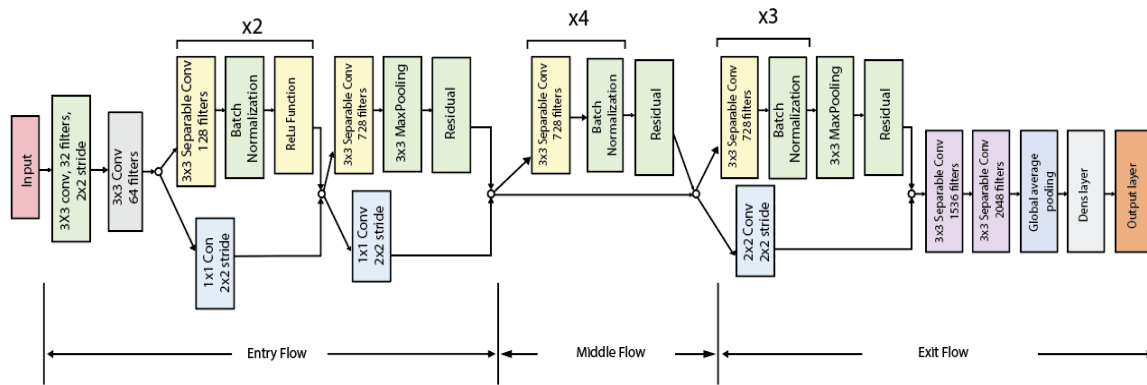 x2
x4
x3
Input
3X3 conv, 32 filters,
2x2 stride
3x3 Conv
64 filters
3x3 Separable Conv
128 filters
Batch
Normalization
ReLu Function
1x1 Con
2x2 stride
3x3 Separable Conv
728 filters
3x3 MaxPooling
Residual
1x1 Conv
2x2 stride
3x3 Separable Conv
728 filters
Batch
Normalization
Residual
3x3 Separable Conv
728 filters
Batch
Normalization
3x3 MaxPooling
Residual
2x2 Conv
2x2 stride
3x3 Separable Conv
1536 filters
3x3 Separable Conv
2048 filters
Global average
pooling
Dens layer
Output layer
Entry Flow
Middle Flow
Exit Flow